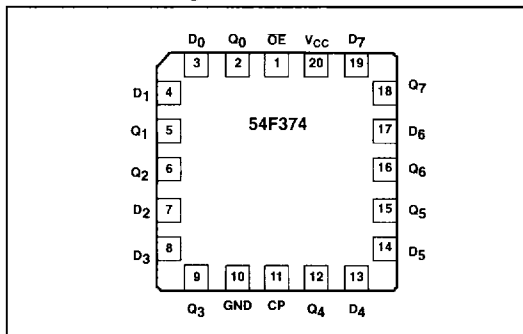 D0 Q0 OE VCC D7
3 2 1 20 19
D1 4 18 Q7
54F374
Q1 5 17 D6
Q2 6 16 Q6
D2 7 15 Q5
D3 8 14 D5
9 10 11 12 13
Q3 GND CP Q4 D4